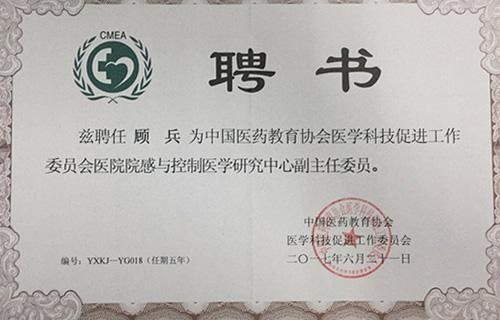 CMEA
聘书
兹聘任 顾 兵 为中国医药教育协会医学科技促进工作
委员会医院院感与控制医学研究中心副主任委员。
中国医药教育协会
医学科技促进工作委员会
编号：YXKJ—YG018（任期五年）
二〇一七年六月二十一日